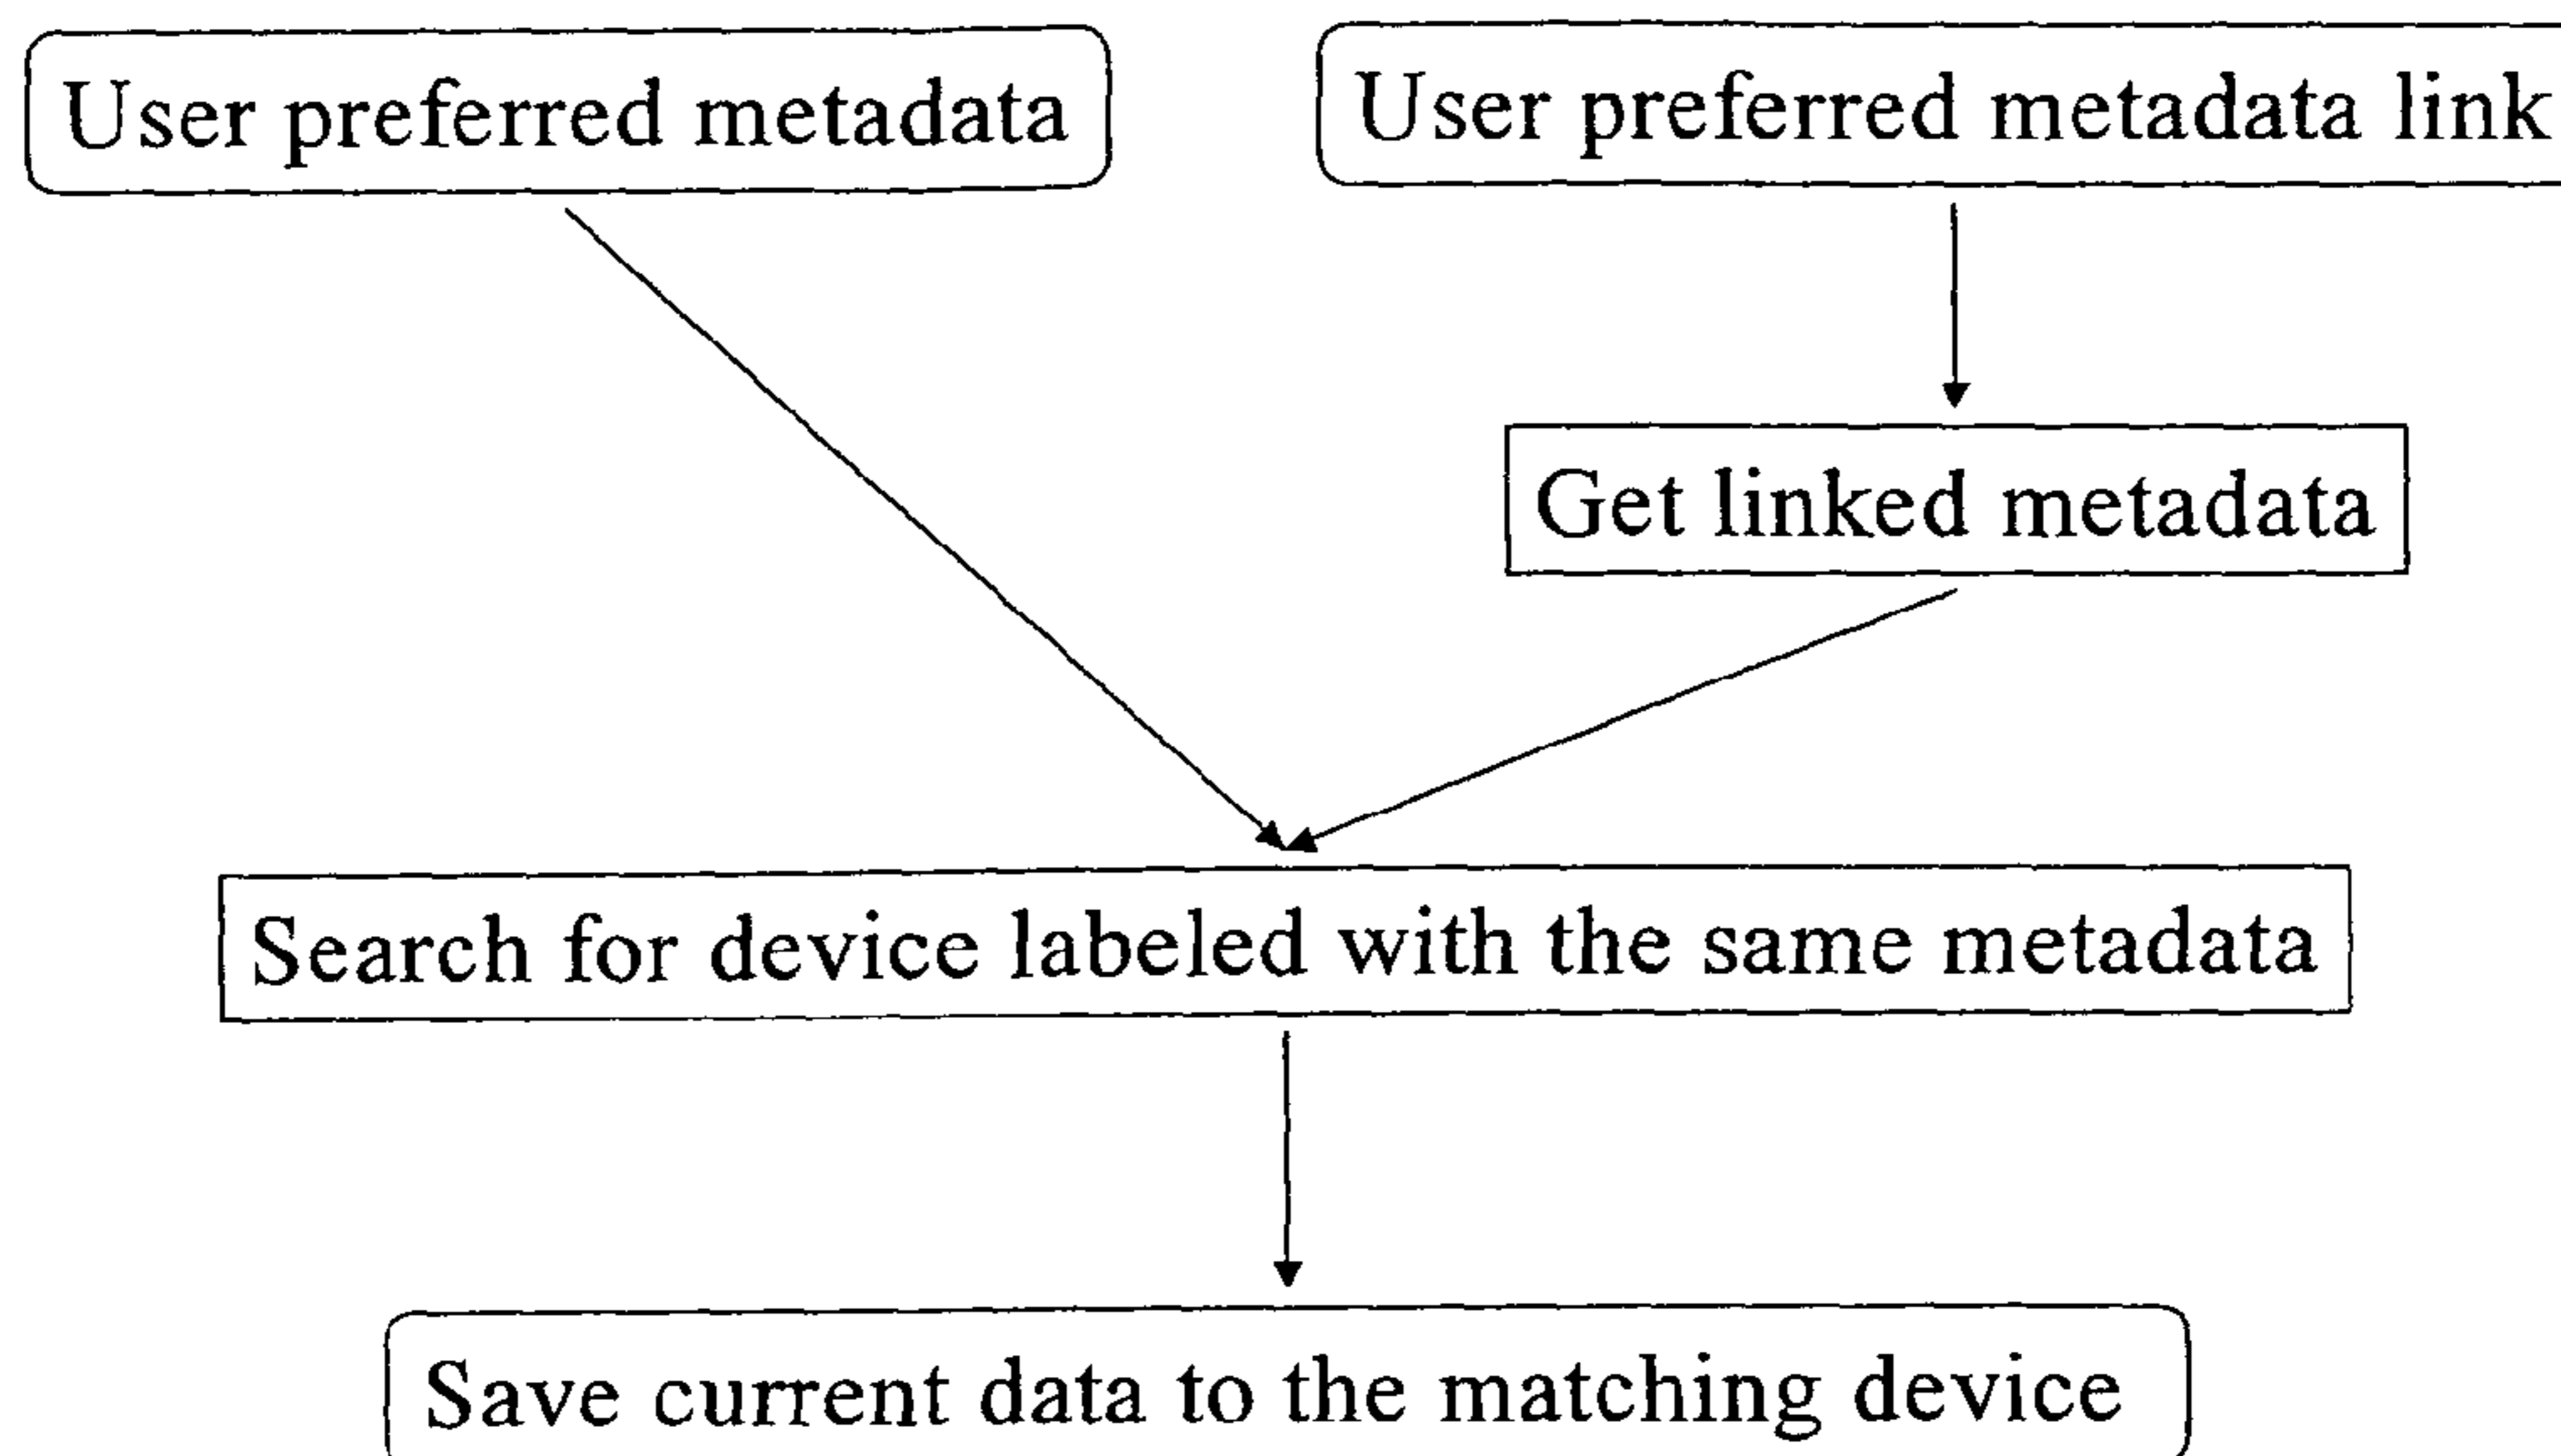 User preferred metadata
User preferred metadata link
Get linked metadata
Search for device labeled with the same metadata
Save current data to the matching device